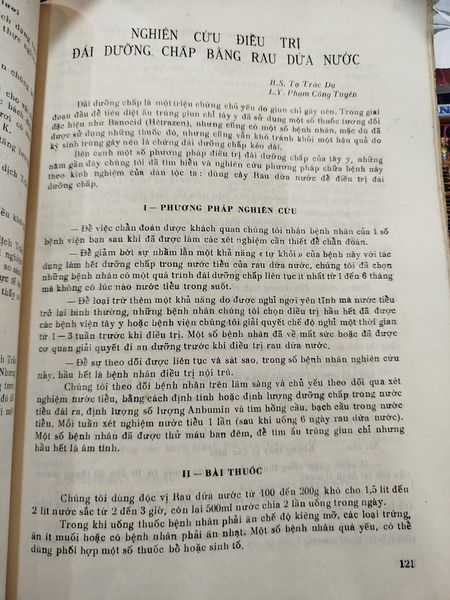 NGHIÊN CỨU ĐIỀU TRỊ
ĐÁI DƯỠNG CHẤP BẰNG RAU DỪA NƯỚC
B.S. Tạ Trác Dụ
L.Y. Phạm Công Tuyên
Đái dưỡng chấp là một triệu chứng chủ yếu do giun chỉ gây nên. Trong giai
đoạn đầu để tiêu diệt ấu trùng giun chỉ tây y đã sử dụng một số thuốc tương đối
đặc hiệu như Banocid (Hétrazen), nhưng cũng có một số bệnh nhân, mặc dù đã
được sử dụng những thuốc đó, nhưng cũng vẫn khó tránh khỏi một hậu quả do
ký sinh trùng gây nên là chứng đái dưỡng chấp kéo dài.
Bên cạnh một số phương pháp điều trị đái dưỡng chấp của tây y, những
năm gần đây chúng tôi đã tìm hiểu và nghiên cứu phương pháp chữa bệnh này
theo kinh nghiệm của dân tộc ta: dùng cây Rau dừa nước để điều trị đái
dưỡng chấp.
I — PHƯƠNG PHÁP NGHIÊN CỨU
— Để việc chẩn đoán được khách quan chúng tôi nhận bệnh nhân của 1 số
bệnh viện bạn sau khi đã được làm các xét nghiệm cần thiết để chẩn đoán.
— Để giảm bớt sự nhầm lẫn một khả năng « tự khỏi » của bệnh này với tác
dụng làm hết dưỡng chấp trong nước tiểu của rau dừa nước, chúng tôi đã chọn
những bệnh nhân có một quá trình đái dưỡng chấp liên tục ít nhất từ 1 đến 6 tháng
mà không có lúc nào nước tiểu trong suốt.
— Để loại trừ thêm một khả năng do được nghỉ ngơi yên tĩnh mà nước tiểu
trở lại bình thường, những bệnh nhân chúng tôi chọn điều trị hầu hết đã được
các bệnh viện tây y hoặc bệnh viện chúng tôi giải quyết chế độ nghỉ một thời gian
từ 1 — 3 tuần trước khi điều trị. Một số bệnh nhân đã về mất sức hoặc đã được
cơ quan giải quyết đi an dưỡng trước khi điều trị rau dừa nước.
— Để sự theo dõi được liên tục và sát sao, trong số bệnh nhân nghiên cứu
này, hầu hết là bệnh nhân điều trị nội trú.
Chúng tôi theo dõi bệnh nhân trên lâm sàng và chủ yếu theo dõi qua xét
nghiệm nước tiểu, bằng cách định tính hoặc định lượng dưỡng chấp trong nước
tiểu đái ra, định lượng số lượng Anbumin và tìm hồng cầu, bạch cầu trong nước
tiểu. Mỗi tuần xét nghiệm nước tiểu 1 lần (sau khi uống 6 ngày rau dừa nước).
Một số bệnh nhân đã được thử máu ban đêm, để tìm ấu trùng giun chỉ nhưng
hầu hết là âm tính.
II — BÀI THUỐC
Chúng tôi dùng độc vị Rau dừa nước từ 100 đến 200g khô cho 1,5 lít đến
2 lít nước sắc từ 2 đến 3 giờ, còn lại 500ml nước chia 2 lần uống trong ngày.
Trong khi uống thuốc bệnh nhân phải ăn chế độ kiêng mỡ, các loại trứng,
ăn ít muối hoặc có bệnh nhân phải ăn nhạt. Một số bệnh nhân quá yếu, có thể
dùng phối hợp một số thuốc bổ hoặc sinh tố.
121